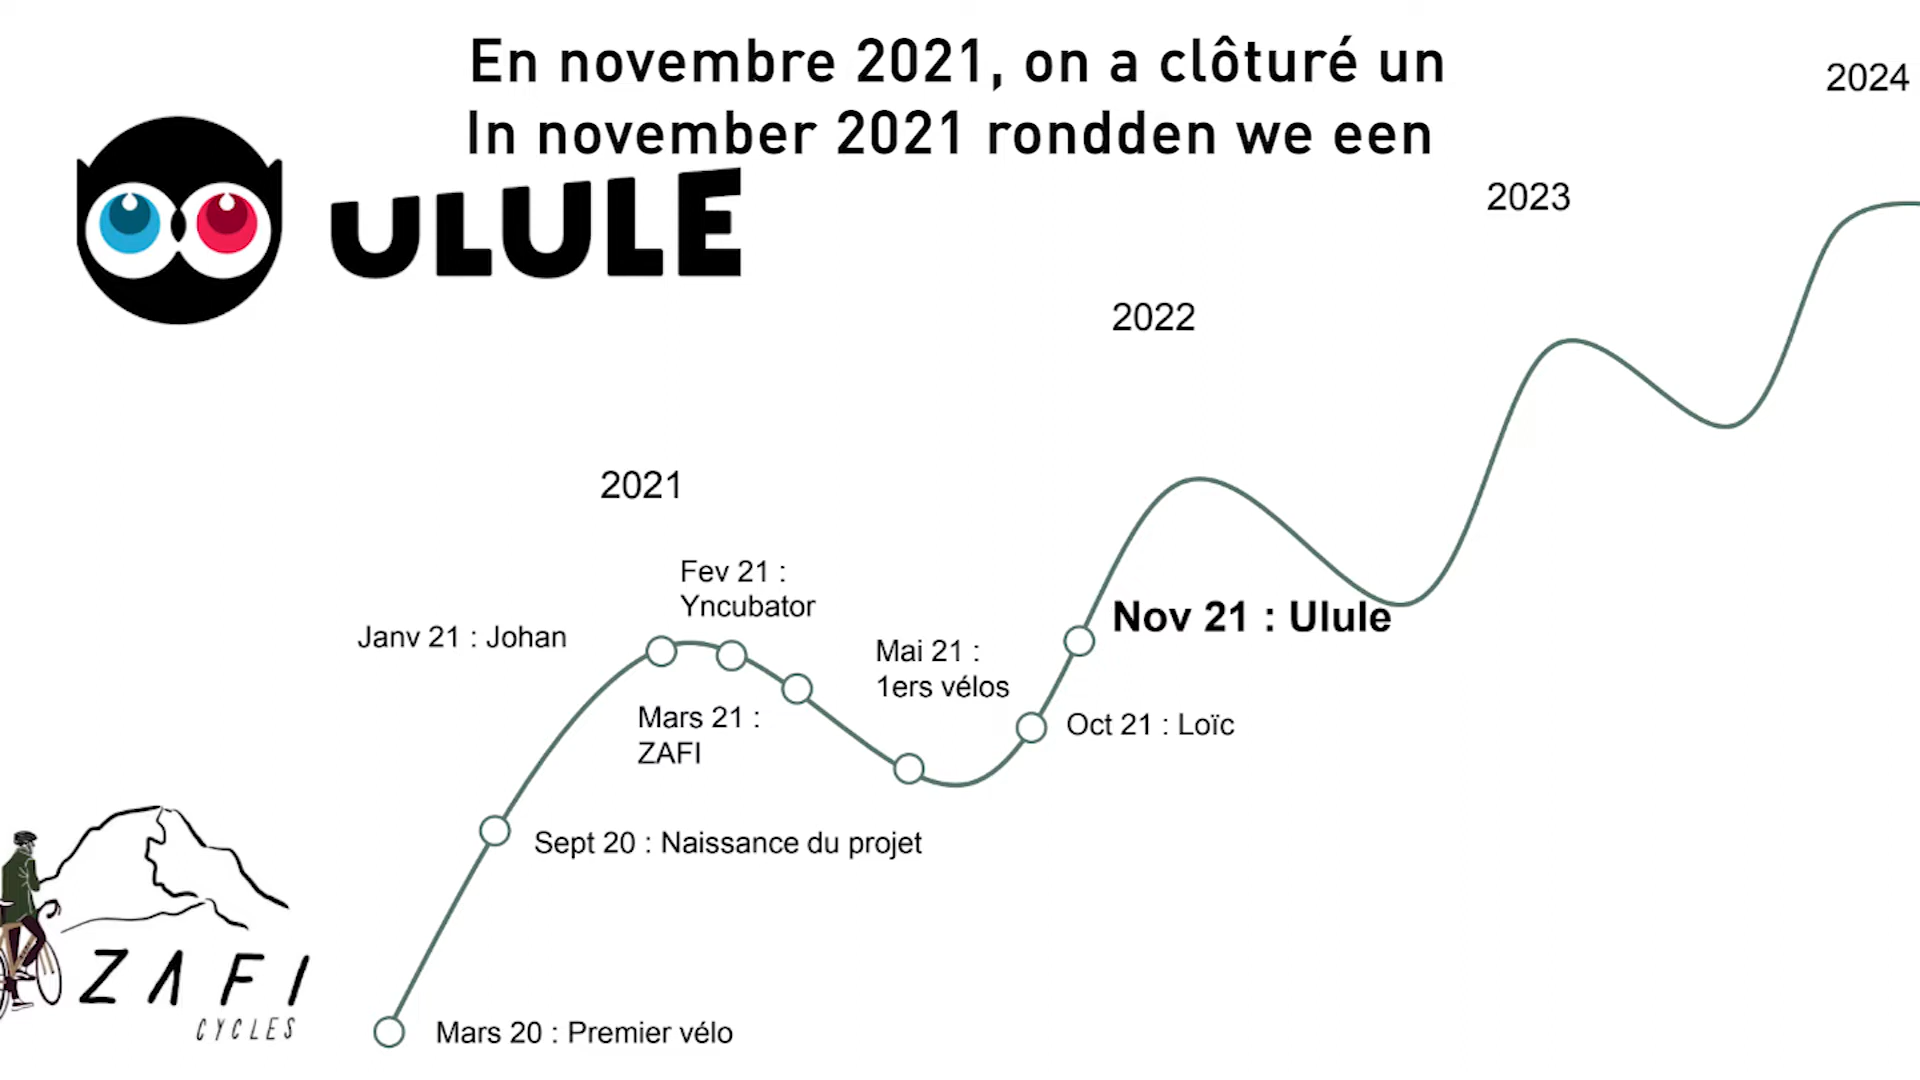 En novembre 2021, on a clôturé un
In november 2021 rondden we een
2024
ULULE
2023
2022
2021
Fev 21 :
Yncubator
Janv 21 : Johan
Mai 21 :
1ers vélos
Nov 21 : Ulule
Mars 21 :
ZAFI
Oct 21 : Loïc
Sept 20 : Naissance du projet
ZAFI
CYCLES
Mars 20 : Premier vélo